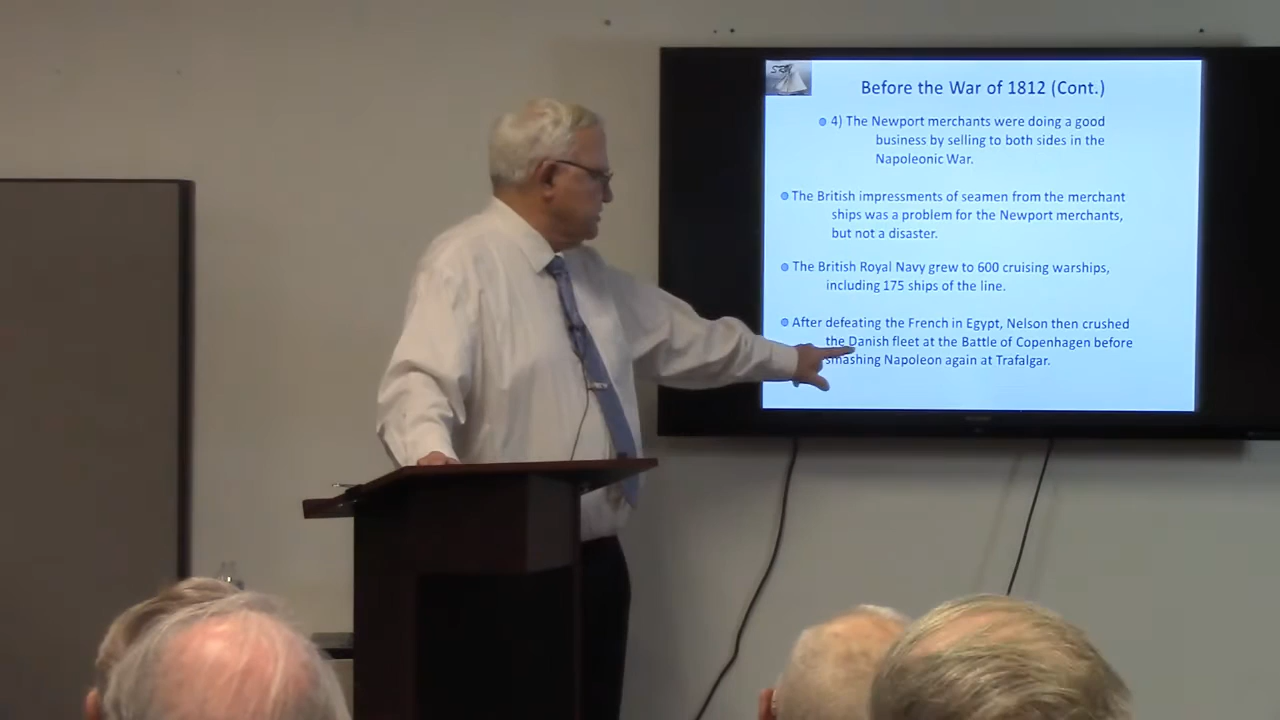 Before the War of 1812 (Cont.)
4) The Newport merchants were doing a good
business by selling to both sides in the
Napoleonic War.
The British impressments of seamen from the merchant
ships was a problem for the Newport merchants,
but not a disaster.
The British Royal Navy grew to 600 cruising warships,
including 175 ships of the line.
After defeating the French in Egypt, Nelson then crushed
the Danish fleet at the Battle of Copenhagen before
smashing Napoleon again at Trafalgar.